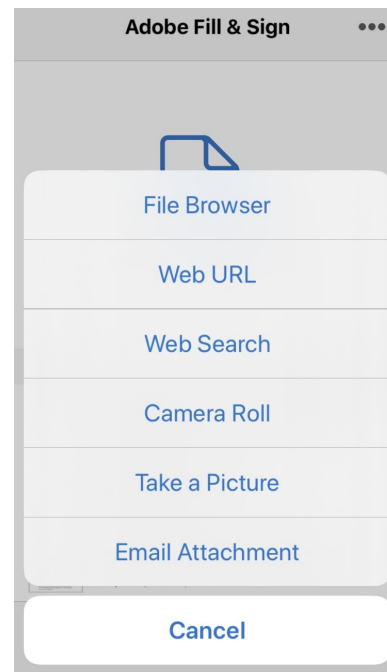 Adobe Fill & Sign
File Browser
Web URL
Web Search
Camera Roll
Take a Picture
Email Attachment
Cancel